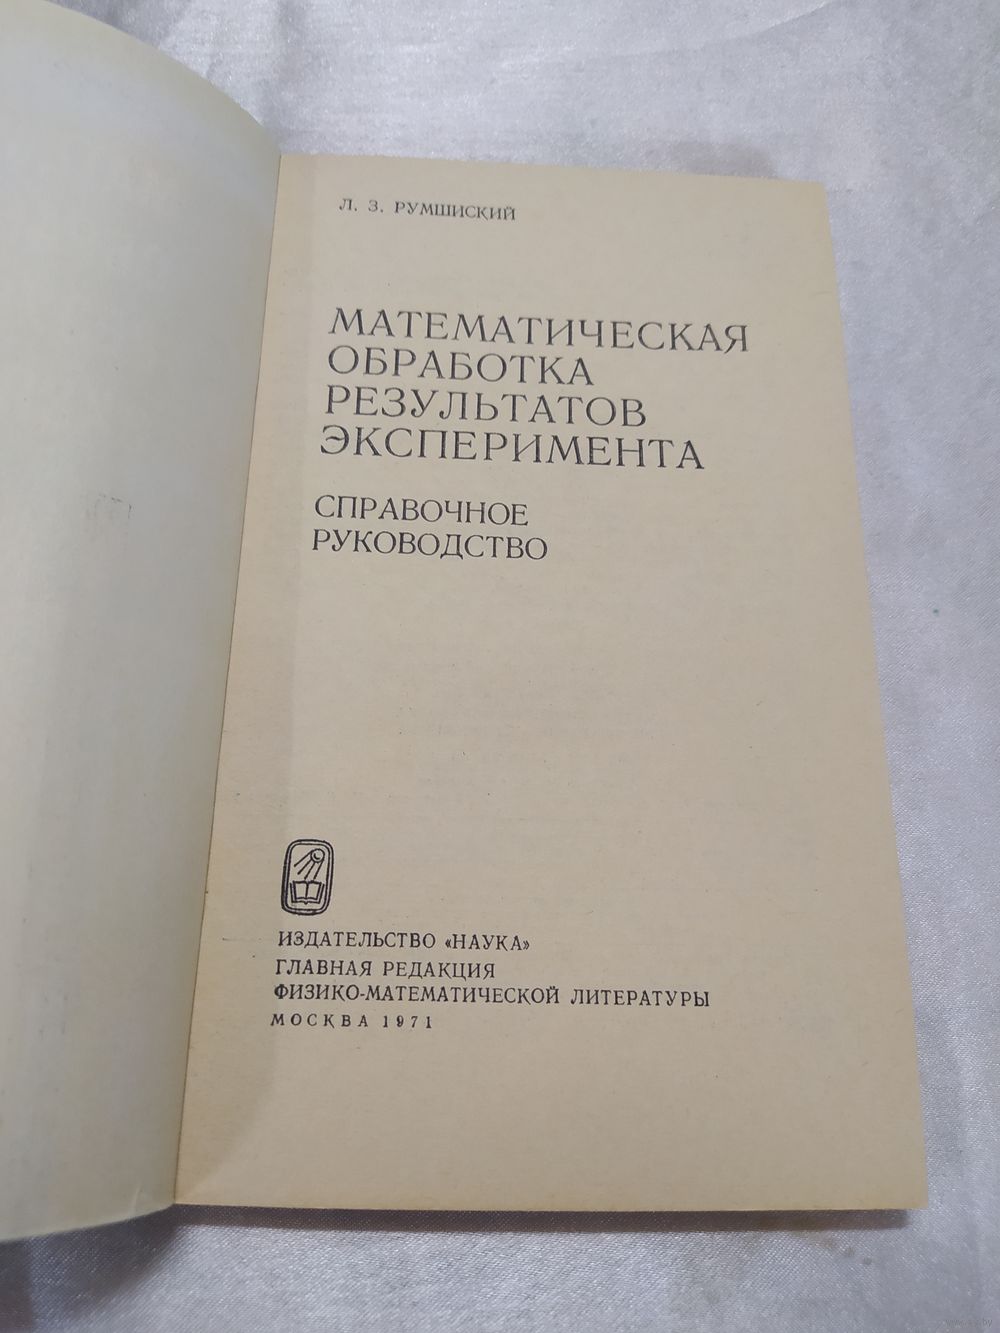 Л. З. РУМШИСКИЙ
МАТЕМАТИЧЕСКАЯ
ОБРАБОТКА
РЕЗУЛЬТАТОВ
ЭКСПЕРИМЕНТА
СПРАВОЧНОЕ
РУКОВОДСТВО
ИЗДАТЕЛЬСТВО «НАУКА»
ГЛАВНАЯ РЕДАКЦИЯ
ФИЗИКО-МАТЕМАТИЧЕСКОЙ ЛИТЕРАТУРЫ
МОСКВА 1971